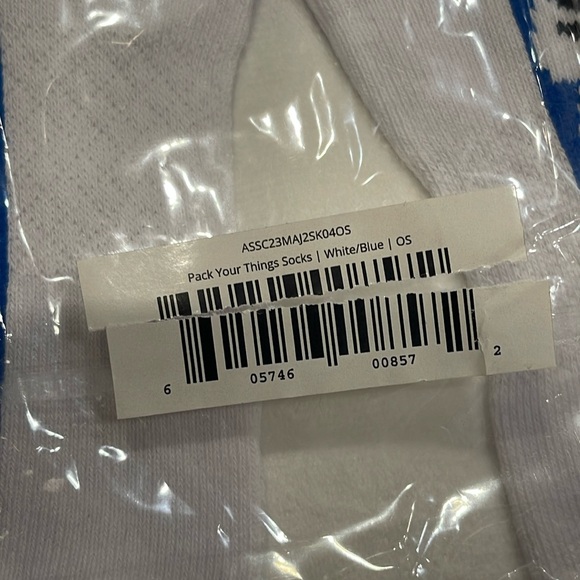 ASSC23MAJ2SK04OS
Pack Your Things Socks | White/Blue | OS
6 05746 00857 2